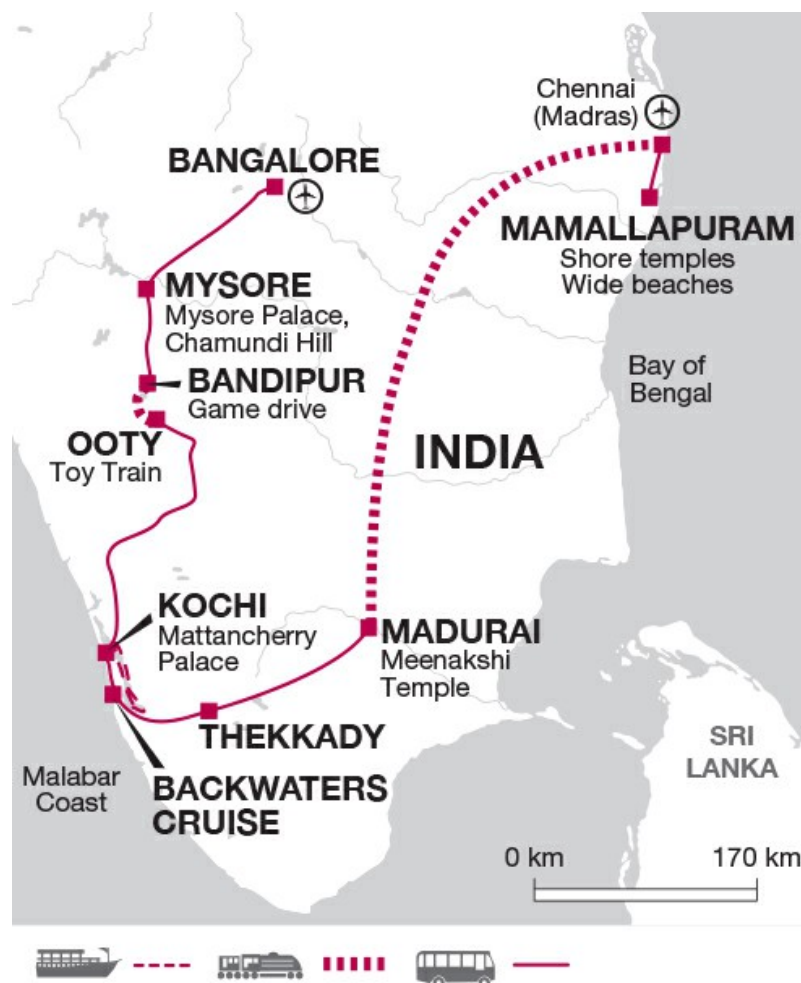 Chennai
(Madras)
BANGALORE
MAMALLAPURAM
Shore temples
Wide beaches
MYSORE
Mysore Palace,
Chamundi Hill
Bay of
Bengal
BANDIPUR
Game drive
OOTY
Toy Train
INDIA
KOCHI
Mattancherry
Palace
MADURAI
Meenakshi
Temple
THEKKADY
SRI
LANKA
Malabar
Coast
BACKWATERS
CRUISE
0 km
170 km